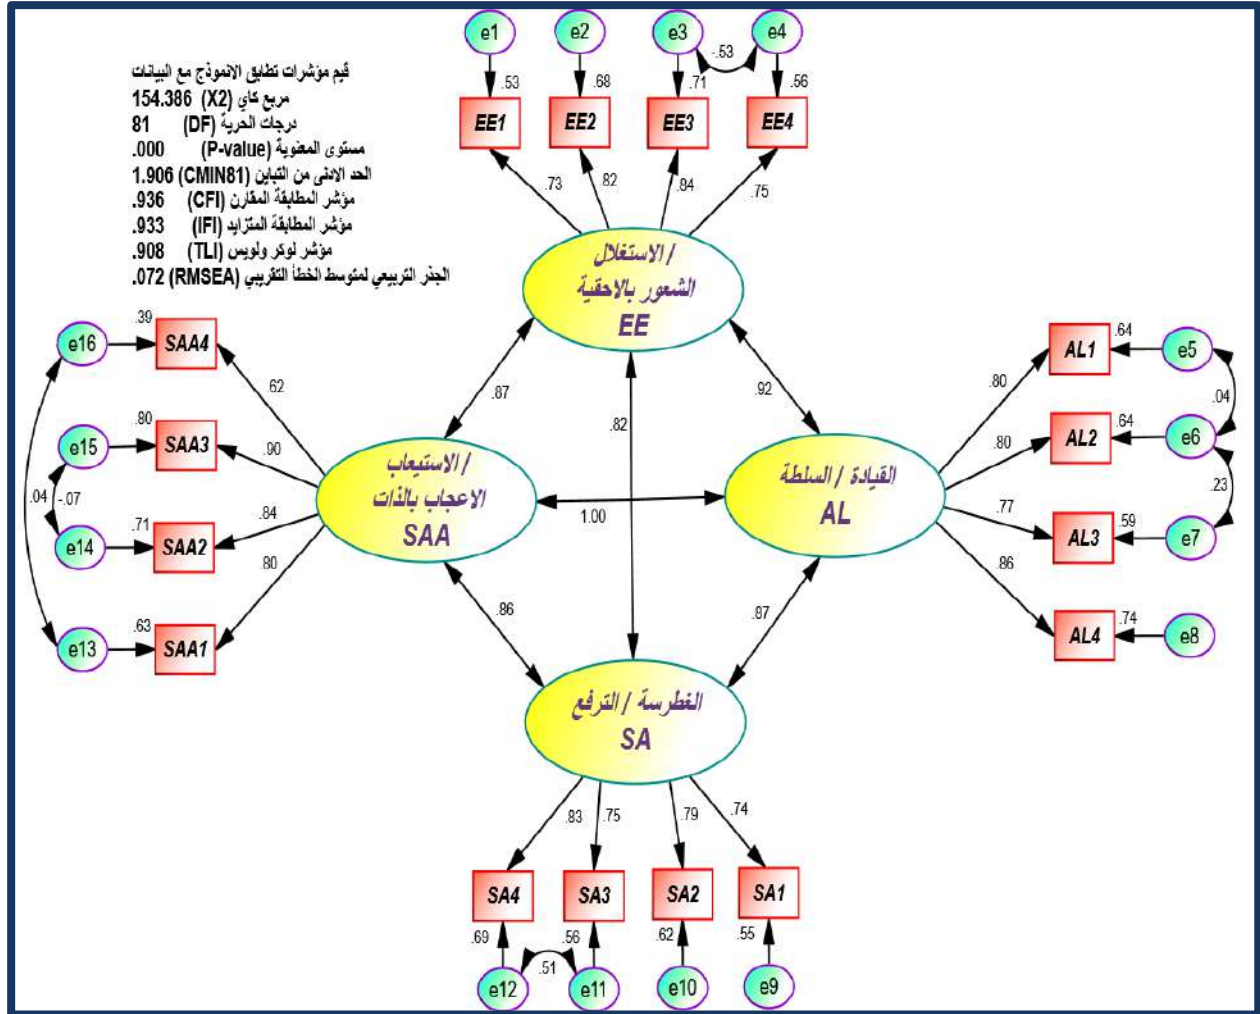 قيم مؤشرات تطابق الانموذج مع البيانات
مربع كاي (X2) 154.386
درجات الحرية (DF) 81
مستوى المعنوية (P-value) .000
الحد الادنى من التباين (CMIN81) 1.906
مؤشر المطابقة المقارن (CFI) .936
مؤشر المطابقة المتزايد (IFI) .933
مؤشر لوكر ولويس (TLI) .908
الجذر التربيعي لمتوسط الخطأ التقريبي (RMSEA) .072
e1 e2 e3 e4
-.53
.53 .68 .71 .56
EE1 EE2 EE3 EE4
.73 .82 .84 .75
الاستغلال /
الشعور بالاحقية
EE
.87 .82 .92
e16 .39 SAA4
.62
e15 .80 SAA3
.90
.04 -.07
e14 .71 SAA2
.84
e13 .63 SAA1
.80
الاستيعاب /
الاعجاب بالذات
SAA
1.00
القيادة / السلطة
AL
.80 AL1 .64 e5
.04
.80 AL2 .64 e6
.23
.77 AL3 .59 e7
.86 AL4 .74 e8
.86 .87
الغطرسة / الترفع
SA
.83 .75 .79 .74
SA4 SA3 SA2 SA1
.69 .56 .62 .55
.51
e12 e11 e10 e9